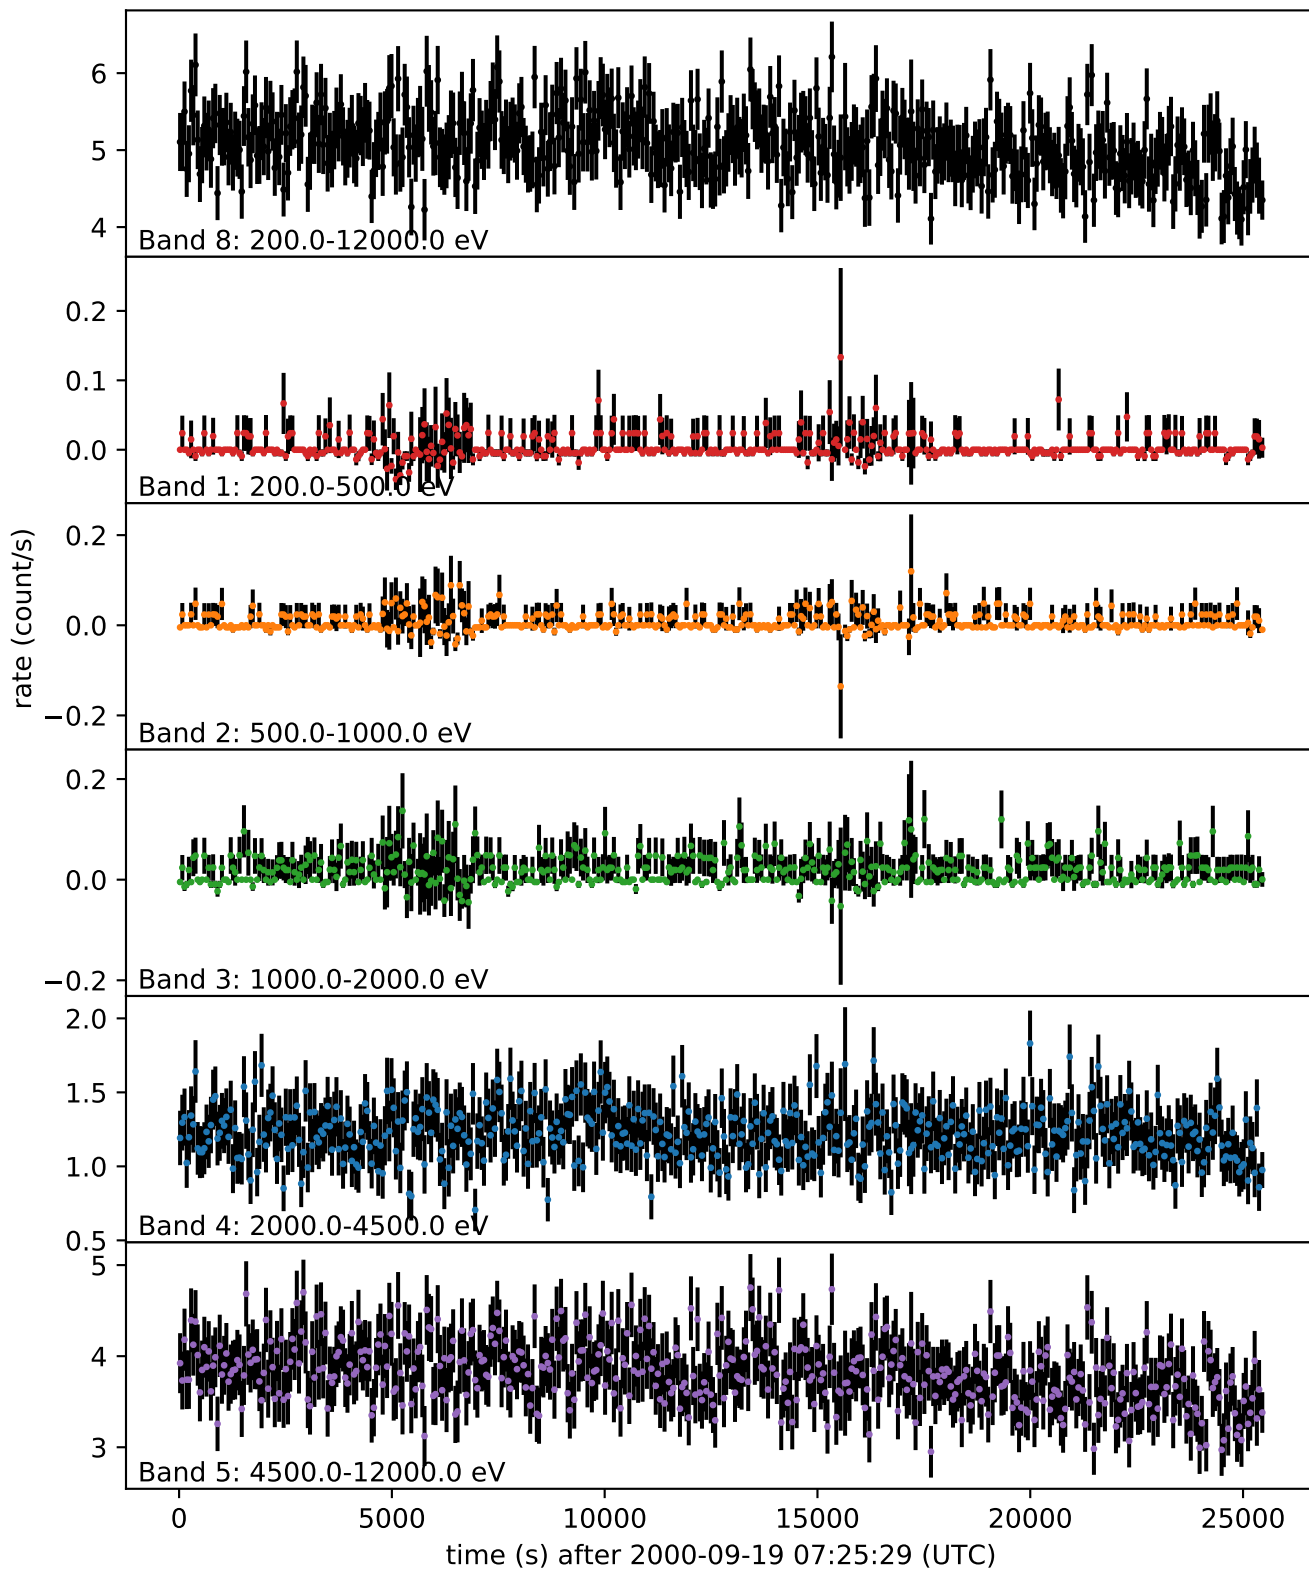 6
5
4
Band 8: 200.0-12000.0 eV
0.2
0.1
0.0
Band 1: 200.0-500.0 eV
0.2
0.0
−0.2
Band 2: 500.0-1000.0 eV
rate (count/s)
0.2
0.0
−0.2
Band 3: 1000.0-2000.0 eV
2.0
1.5
1.0
0.5
Band 4: 2000.0-4500.0 eV
5
4
3
Band 5: 4500.0-12000.0 eV
0 5000 10000 15000 20000 25000
time (s) after 2000-09-19 07:25:29 (UTC)